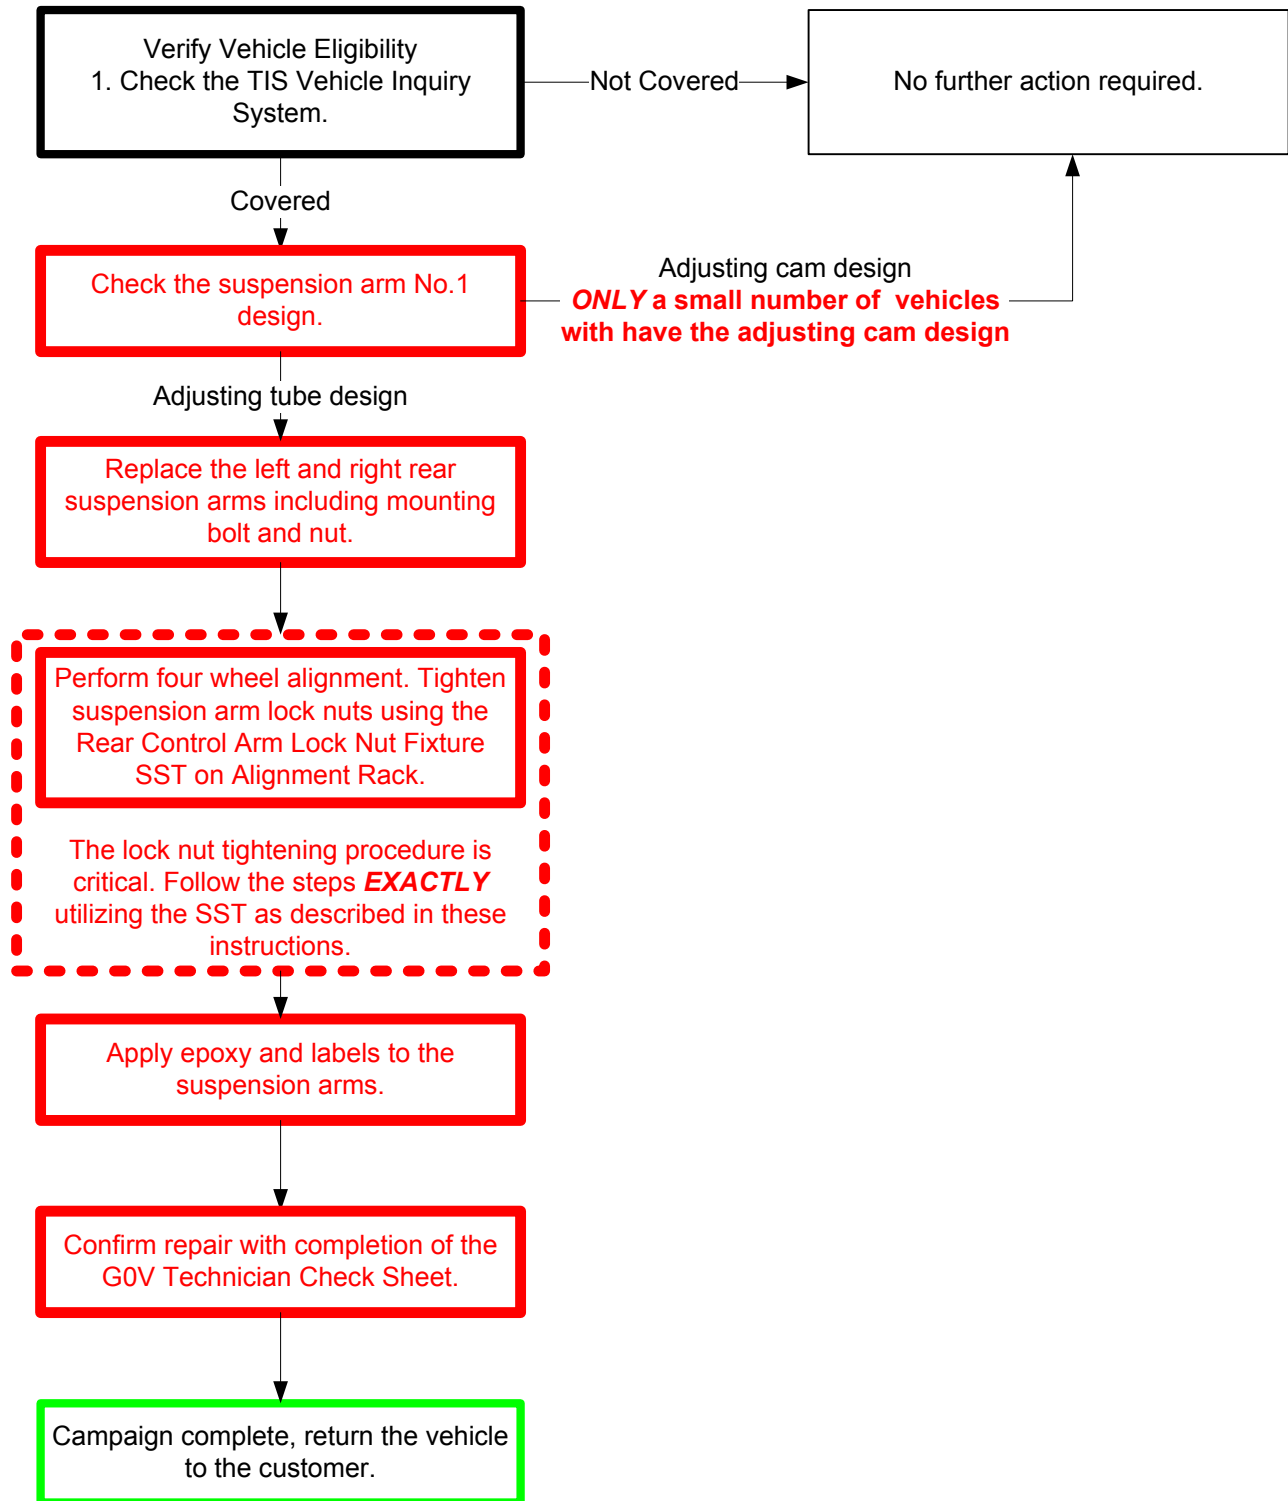 Verify Vehicle Eligibility
1. Check the TIS Vehicle Inquiry
System.
Not Covered
No further action required.
Covered
Check the suspension arm No.1
design.
Adjusting cam design
ONLY a small number of vehicles
with have the adjusting cam design
Adjusting tube design
Replace the left and right rear
suspension arms including mounting
bolt and nut.
Perform four wheel alignment. Tighten
suspension arm lock nuts using the
Rear Control Arm Lock Nut Fixture
SST on Alignment Rack.
The lock nut tightening procedure is
critical. Follow the steps EXACTLY
utilizing the SST as described in these
instructions.
Apply epoxy and labels to the
suspension arms.
Confirm repair with completion of the
G0V Technician Check Sheet.
Campaign complete, return the vehicle
to the customer.